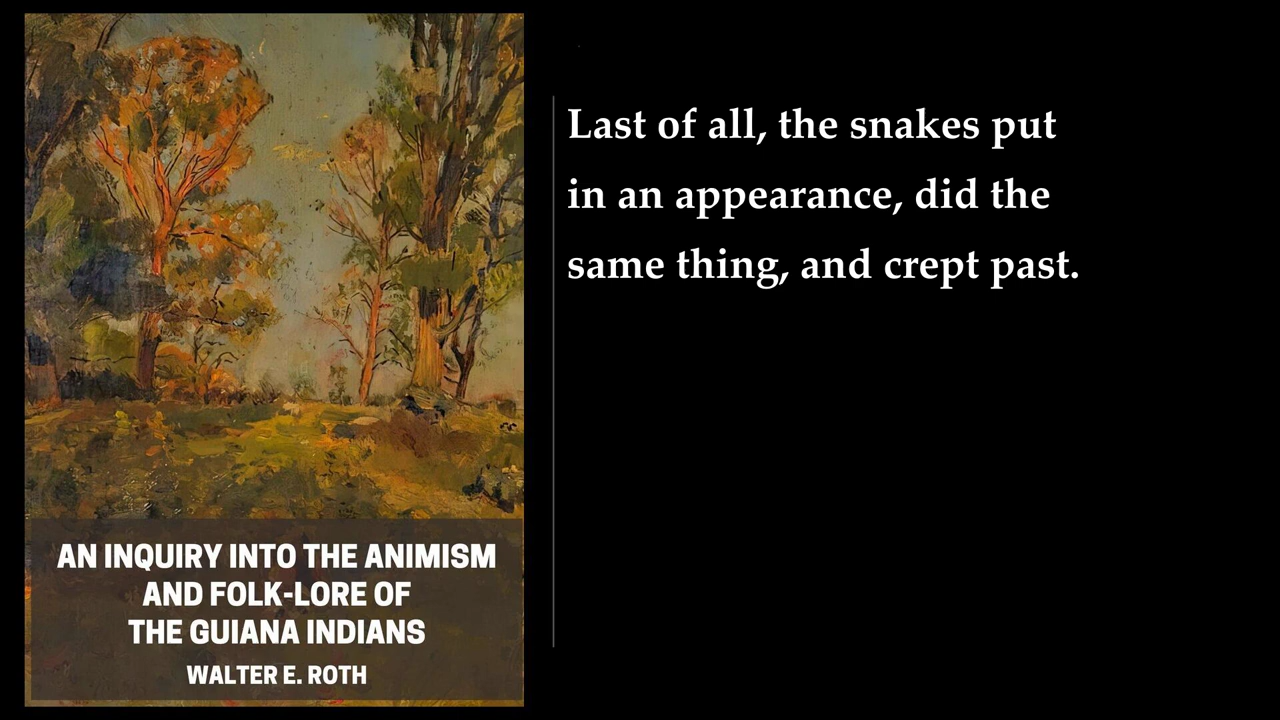 Last of all, the snakes put
in an appearance, did the
same thing, and crept past.
AN INQUIRY INTO THE ANIMISM
AND FOLK-LORE OF
THE GUIANA INDIANS
WALTER E. ROTH